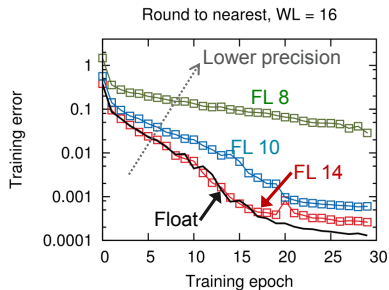 Round to nearest, WL = 16
Training error
1
0.1
0.01
0.001
0.0001
Lower precision
FL 8
FL 10
FL 14
Float
0 5 10 15 20 25 30
Training epoch